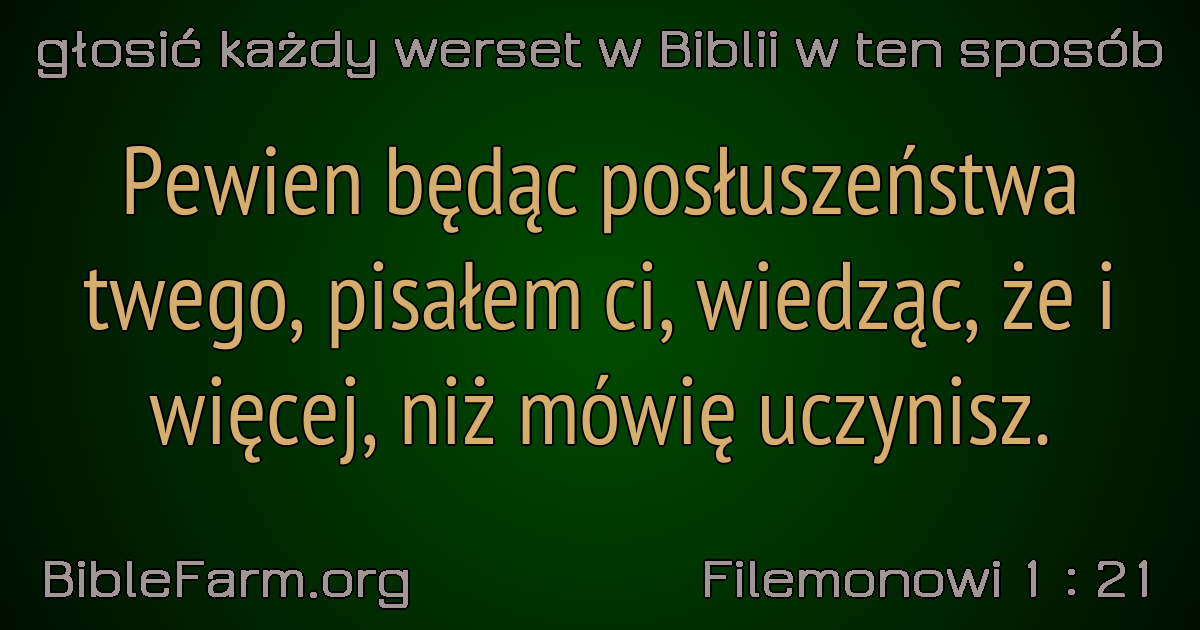 głosić każdy werset w Biblii w ten sposób
Pewien będąc posłuszeństwa
twego, pisałem ci, wiedząc, że i
więcej, niż mówię uczynisz.
BibleFarm.org
Filemonowi 1 : 21